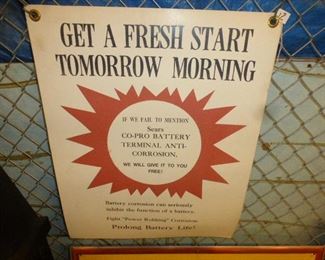 GET A FRESH START
TOMORROW MORNING
IF WE FAIL TO MENTION
Sears
CO-PRO BATTERY
TERMINAL ANTI-
CORROSION,
WE WILL GIVE IT TO YOU
FREE!
Battery corrosion can seriously
inhibit the function of a battery.
Fight "Power Robbing" Corrosion.
Prolong Battery Life!